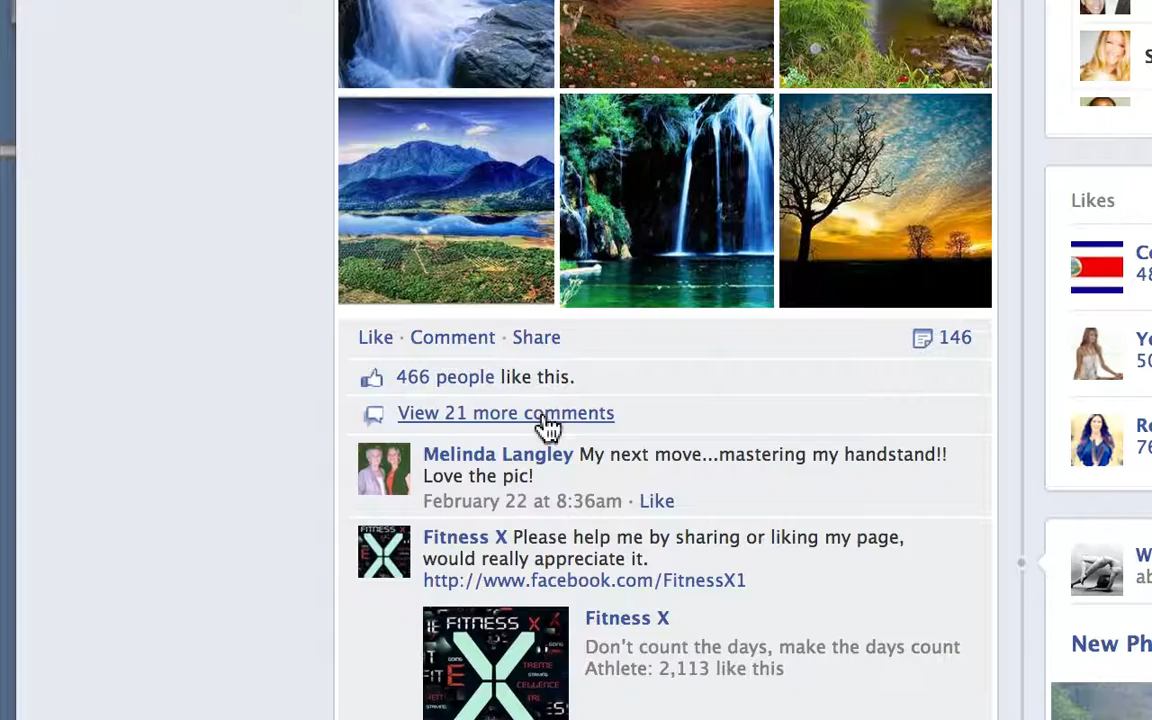 Likes
Like · Comment · Share
146
466 people like this.
View 21 more comments
Melinda Langley My next move...mastering my handstand!!
Love the pic!
February 22 at 8:36am · Like
Fitness X Please help me by sharing or liking my page,
would really appreciate it.
http://www.facebook.com/FitnessX1
FITNESS X
Fitness X
Don't count the days, make the days count
Athlete: 2,113 like this
New Ph